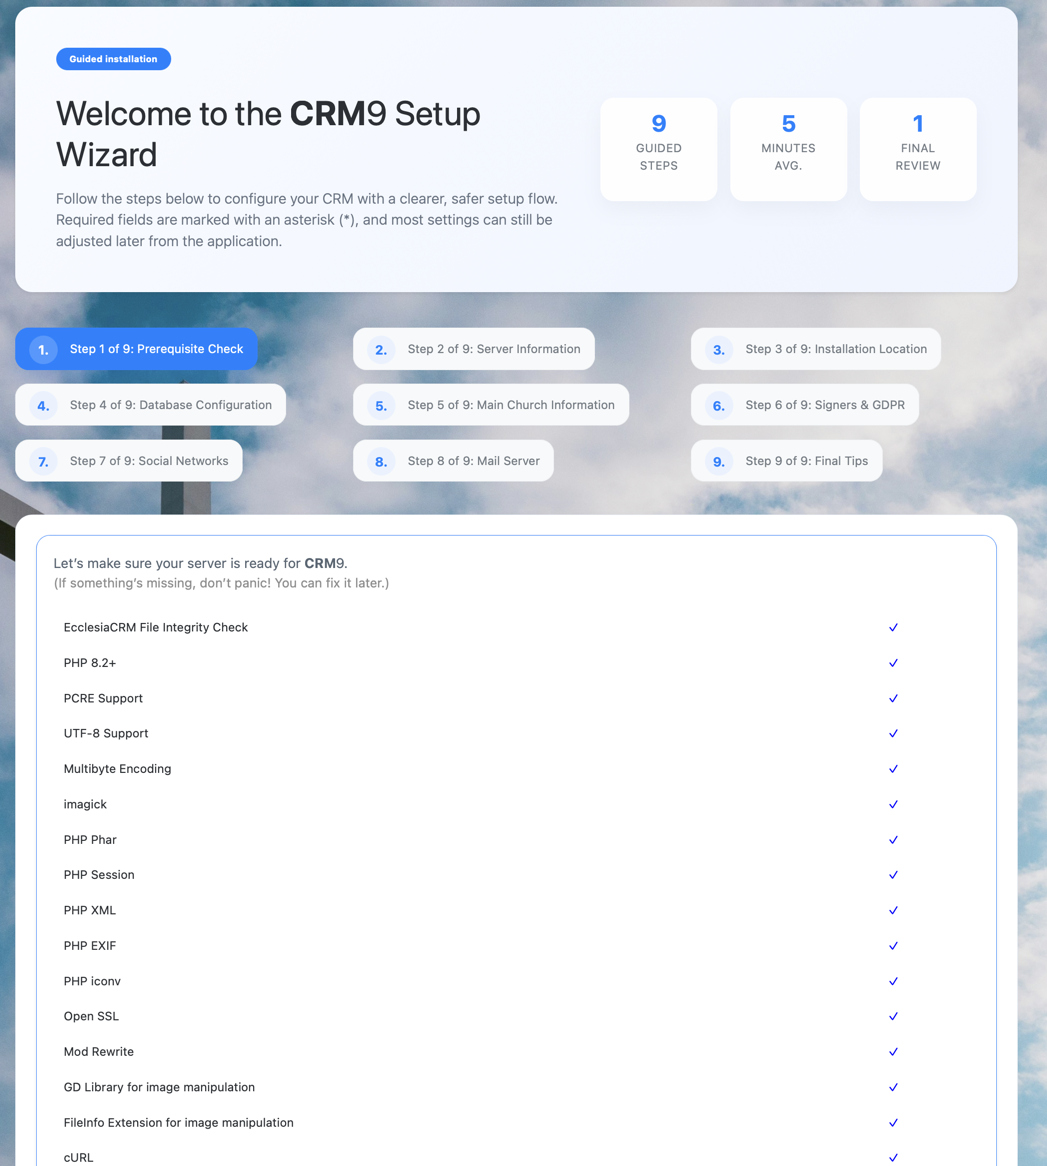 Guided installation
Welcome to the CRM9 Setup
Wizard
Follow the steps below to configure your CRM with a clearer, safer setup flow.
Required fields are marked with an asterisk (*), and most settings can still be
adjusted later from the application.
9
GUIDED
STEPS
5
MINUTES
AVG.
1
FINAL
REVIEW
1. Step 1 of 9: Prerequisite Check
2. Step 2 of 9: Server Information
3. Step 3 of 9: Installation Location
4. Step 4 of 9: Database Configuration
5. Step 5 of 9: Main Church Information
6. Step 6 of 9: Signers & GDPR
7. Step 7 of 9: Social Networks
8. Step 8 of 9: Mail Server
9. Step 9 of 9: Final Tips
Let's make sure your server is ready for CRM9.
(If something's missing, don't panic! You can fix it later.)
EcclesiaCRM File Integrity Check ✓
PHP 8.2+ ✓
PCRE Support ✓
UTF-8 Support ✓
Multibyte Encoding ✓
imagick ✓
PHP Phar ✓
PHP Session ✓
PHP XML ✓
PHP EXIF ✓
PHP iconv ✓
Open SSL ✓
Mod Rewrite ✓
GD Library for image manipulation ✓
FileInfo Extension for image manipulation ✓
cURL ✓